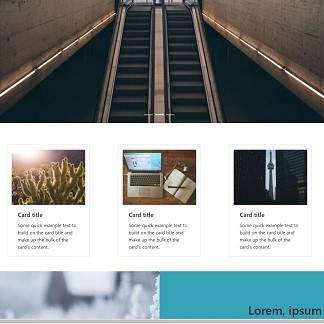 Card title
Some quick example text to
build on the card title and
make up the bulk of the
card's content.
Card title
Some quick example text to
build on the card title and
make up the bulk of the
card's content.
Card title
Some quick example text to
build on the card title and
make up the bulk of the
card's content.
Lorem, ipsum